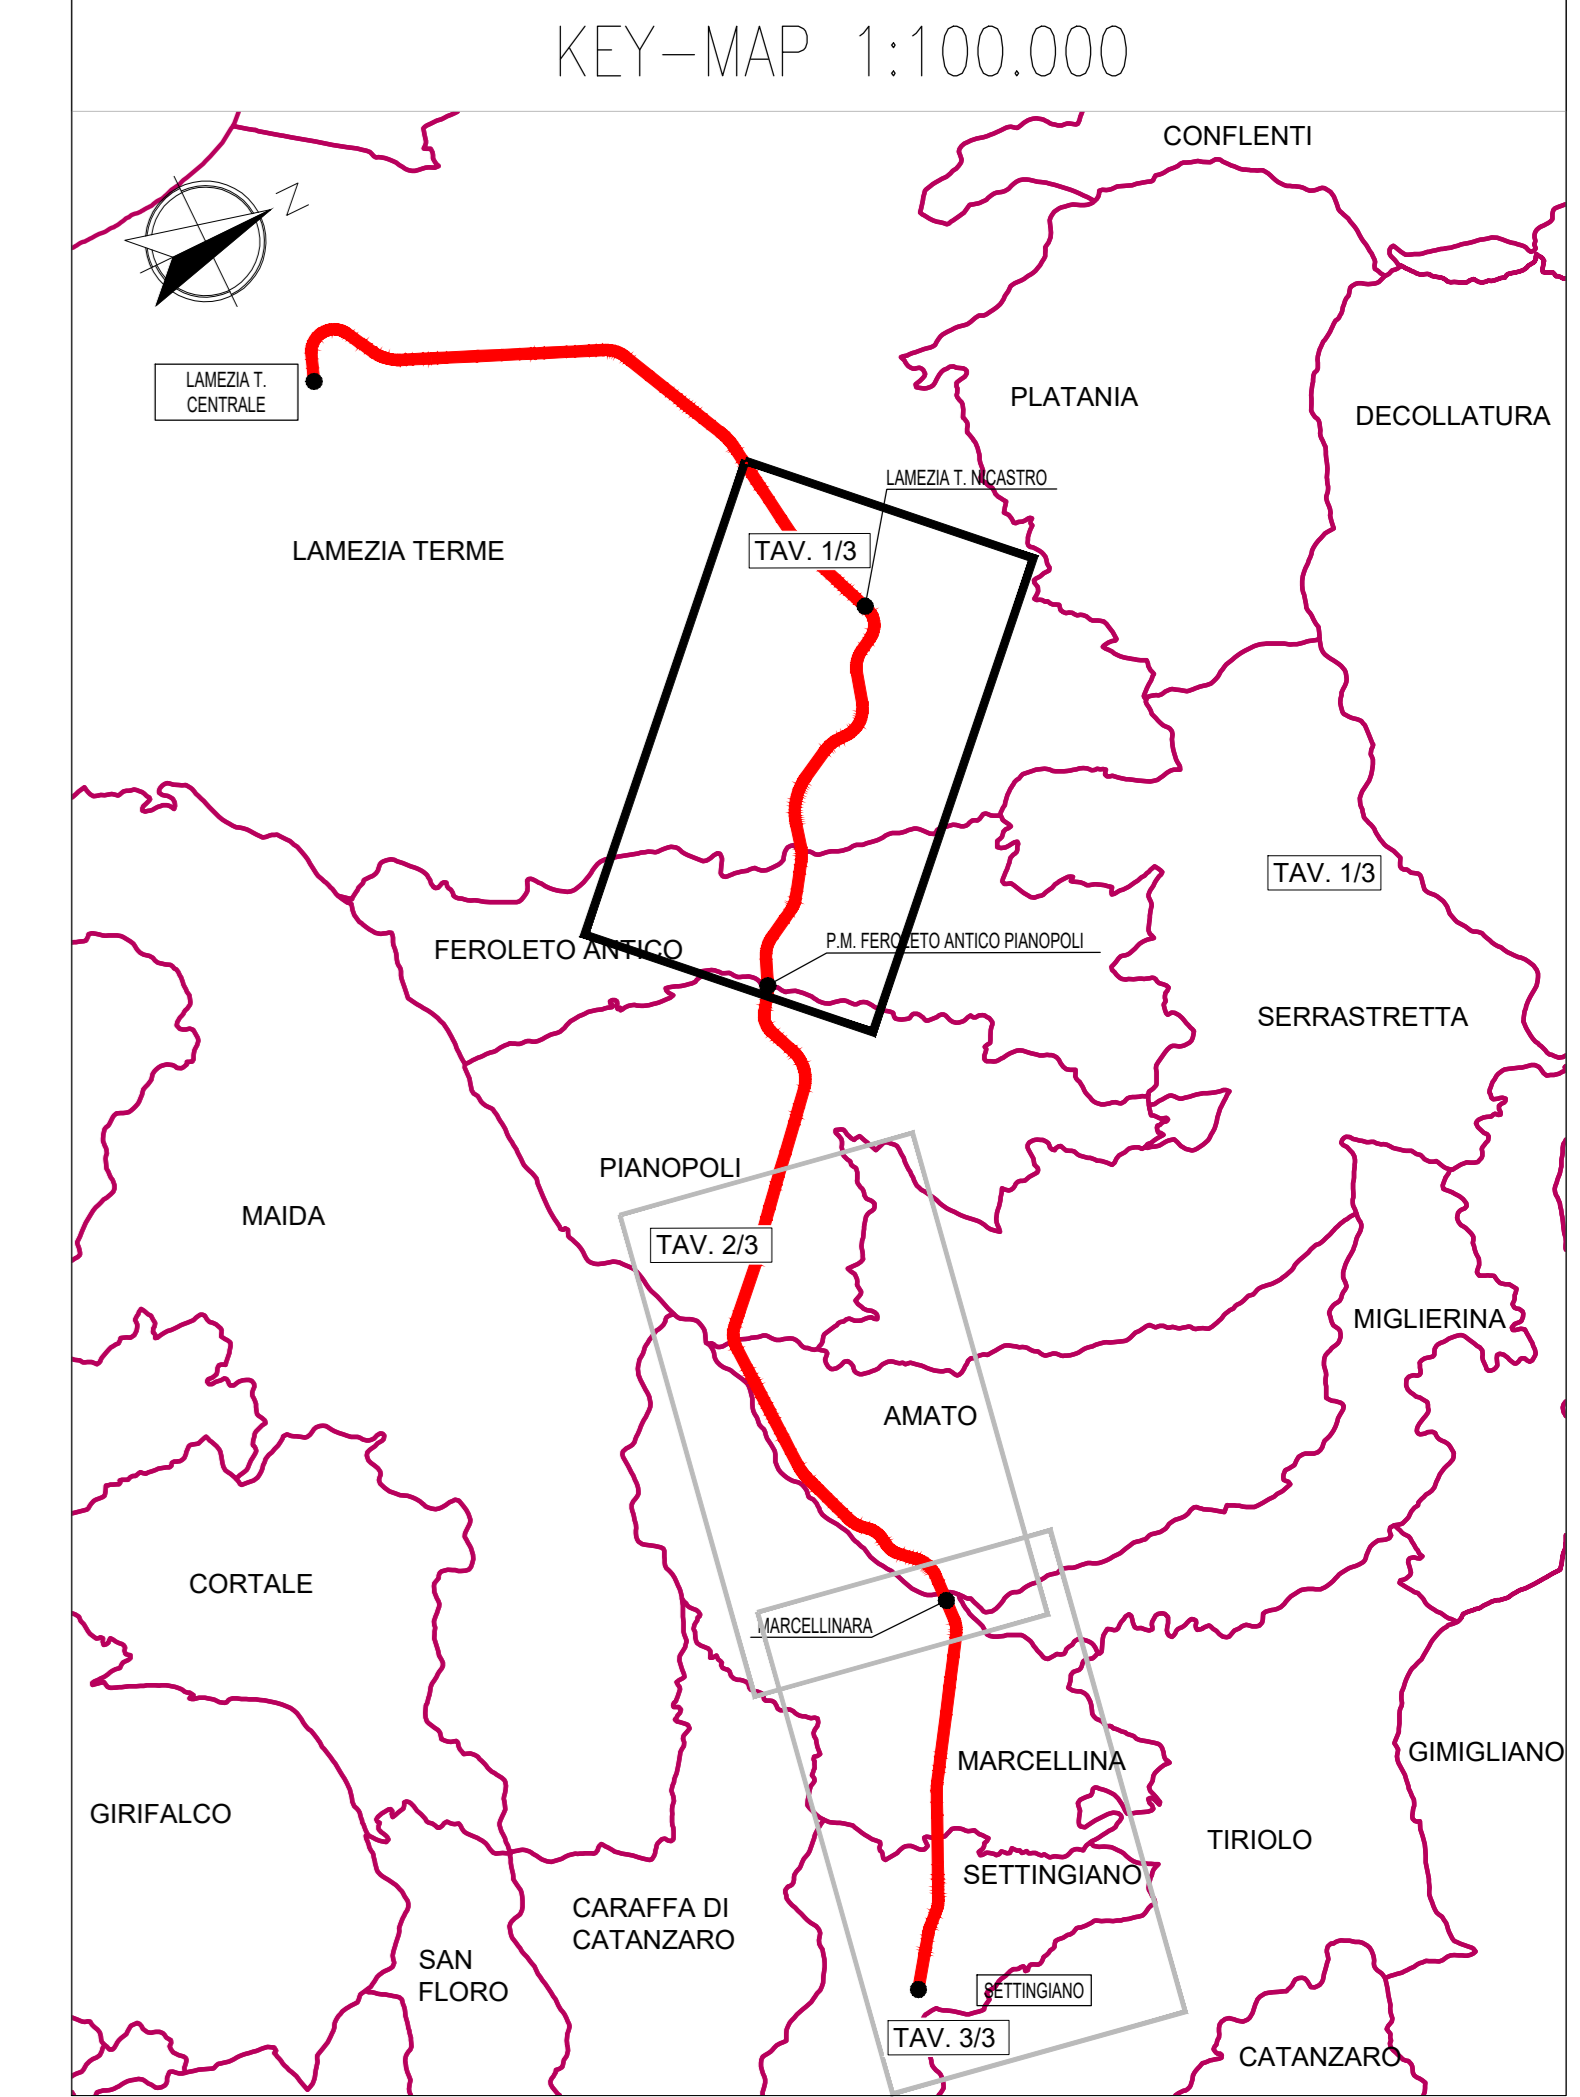 KEY-MAP 1:100.000
CONFLENTI
N
LAMEZIA T.
CENTRALE
PLATANIA
DECOLLATURA
LAMEZIA T. NICASTRO
LAMEZIA TERME
TAV. 1/3
TAV. 1/3
FEROLETO ANTICO
P.M. FEROLETO ANTICO PIANOPOLI
SERRASTRETTA
PIANOPOLI
MAIDA
TAV. 2/3
MIGLIERINA
AMATO
CORTALE
MARCELLINARA
MARCELLINA
GIMIGLIANO
GIRIFALCO
TIRIOLO
SETTINGIANO
CARAFFA DI
CATANZARO
SAN
FLORO
SETTINGIANO
TAV. 3/3
CATANZARO